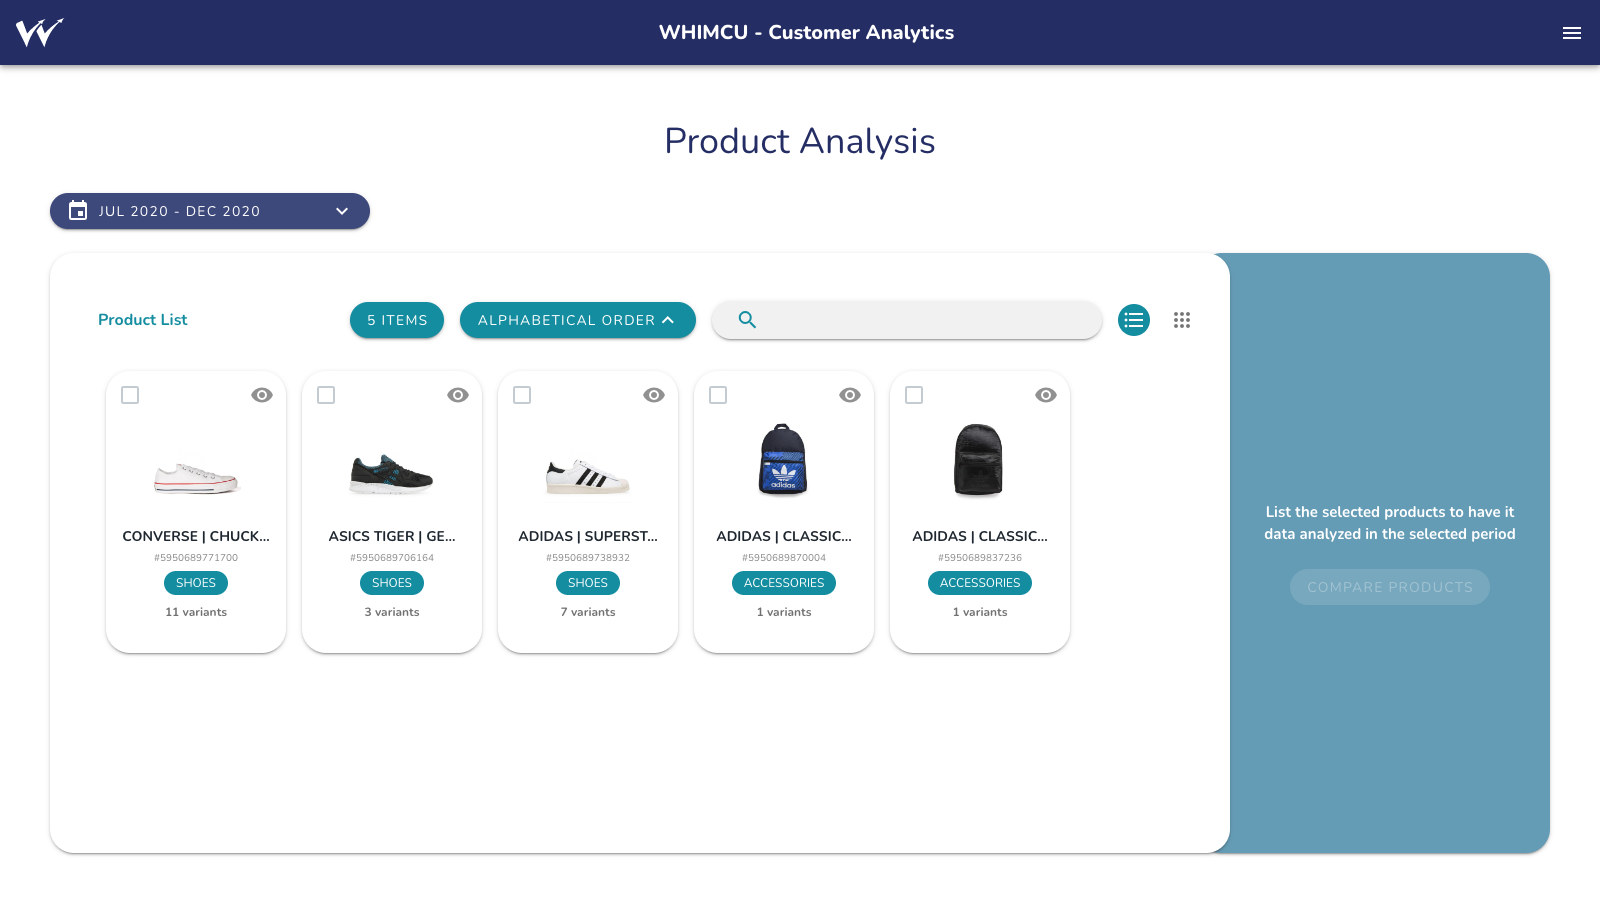 WHIMCU - Customer Analytics
Product Analysis
JUL 2020 - DEC 2020
Product List
5 ITEMS
ALPHABETICAL ORDER
CONVERSE | CHUCK...
#5950689771700
SHOES
11 variants
ASICS TIGER | GE...
#5950689706164
SHOES
3 variants
ADIDAS | SUPERST...
#5950689738932
SHOES
7 variants
adidas
ADIDAS | CLASSIC...
#5950689870004
ACCESSORIES
1 variants
ADIDAS | CLASSIC...
#5950689837236
ACCESSORIES
1 variants
List the selected products to have it
data analyzed in the selected period
COMPARE PRODUCTS